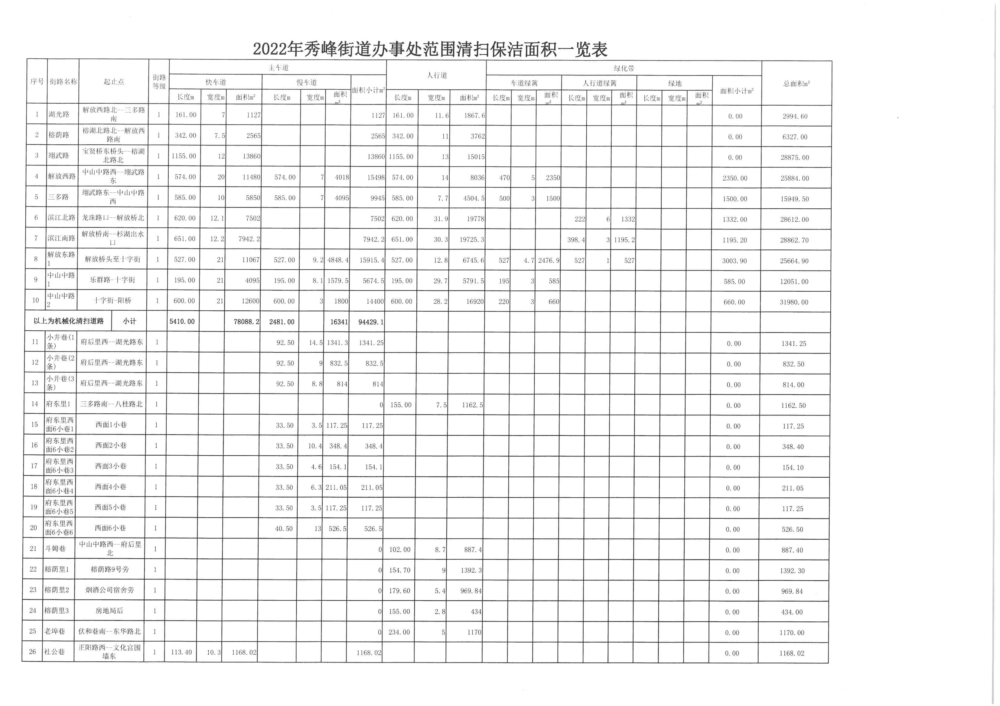 2022年秀峰街道办事处范围清扫保洁面积一览表
序号 街路名称 起止点 街路等级 主车道 人行道 绿化带 总面积m²
快车道 慢车道 面积小计m² 车道绿篱 人行道绿篱 绿地 面积小计m²
长度m 宽度m 面积m² 长度m 宽度m 面积m² 长度m 宽度m 面积m² 长度m 宽度m 面积m² 长度m 宽度m 面积m² 长度m 宽度m 面积m²
1 湖光路 解放西路北--三多路南 1 161.00 7 1127 1127 161.00 11.6 1867.6 0.00 2994.60
2 榕荫路 榕湖北路北--解放西路南 1 342.00 7.5 2565 2565 342.00 11 3762 0.00 6327.00
3 翊武路 宝贤桥东桥头--榕湖北路北 1 1155.00 12 13860 13860 1155.00 13 15015 0.00 28875.00
4 解放西路 中山中路西--翊武路东 1 574.00 20 11480 574.00 7 4018 15498 574.00 14 8036 470 5 2350 2350.00 25884.00
5 三多路 翊武路东--中山中路西 1 585.00 10 5850 585.00 7 4095 9945 585.00 7.7 4504.5 500 3 1500 1500.00 15949.50
6 滨江北路 龙珠路口--解放桥北 1 620.00 12.1 7502 7502 620.00 31.9 19778 222 6 1332 1332.00 28612.00
7 滨江南路 解放桥南--杉湖出水口 1 651.00 12.2 7942.2 7942.2 651.00 30.3 19725.3 398.4 3 1195.2 1195.20 28862.70
8 解放东路1 解放桥头至十字街 1 527.00 21 11067 527.00 9.2 4848.4 15915.4 527.00 12.8 6745.6 527 4.7 2476.9 527 1 527 3003.90 25664.90
9 中山中路1 乐群路-十字街 1 195.00 21 4095 195.00 8.1 1579.5 5674.5 195.00 29.7 5791.5 195 3 585 585.00 12051.00
10 中山中路2 十字街-阳桥 1 600.00 21 12600 600.00 3 1800 14400 600.00 28.2 16920 220 3 660 660.00 31980.00
以上为机械化清扫道路 小计 5410.00 78088.2 2481.00 16341 94429.1
11 小井巷(1条) 府后里西--湖光路东 1 92.50 14.5 1341.3 1341.25 0.00 1341.25
12 小井巷(2条) 府后里西--湖光路东 1 92.50 9 832.5 832.5 0.00 832.50
13 小井巷(3条) 府后里西--湖光路东 1 92.50 8.8 814 814 0.00 814.00
14 府东里1 三多路南--八桂路北 1 0 155.00 7.5 1162.5 0.00 1162.50
15 府东里西面6小巷1 西面1小巷 1 33.50 3.5 117.25 117.25 0.00 117.25
16 府东里西面6小巷2 西面2小巷 1 33.50 10.4 348.4 348.4 0.00 348.40
17 府东里西面6小巷3 西面3小巷 1 33.50 4.6 154.1 154.1 0.00 154.10
18 府东里西面6小巷4 西面4小巷 1 33.50 6.3 211.05 211.05 0.00 211.05
19 府东里西面6小巷5 西面5小巷 1 33.50 3.5 117.25 117.25 0.00 117.25
20 府东里西面6小巷6 西面6小巷 1 40.50 13 526.5 526.5 0.00 526.50
21 斗姆巷 中山中路西--府后里北 1 0 102.00 8.7 887.4 0.00 887.40
22 榕荫里1 榕荫路9号旁 1 0 154.70 9 1392.3 0.00 1392.30
23 榕荫里2 烟酒公司宿舍旁 1 0 179.60 5.4 969.84 0.00 969.84
24 榕荫里3 房地局后 1 0 155.00 2.8 434 0.00 434.00
25 老埠巷 伏和巷南--东华路北 1 0 234.00 5 1170 0.00 1170.00
26 社公巷 正阳路西--文化宫围墙东 1 113.40 10.3 1168.02 1168.02 0.00 1168.02